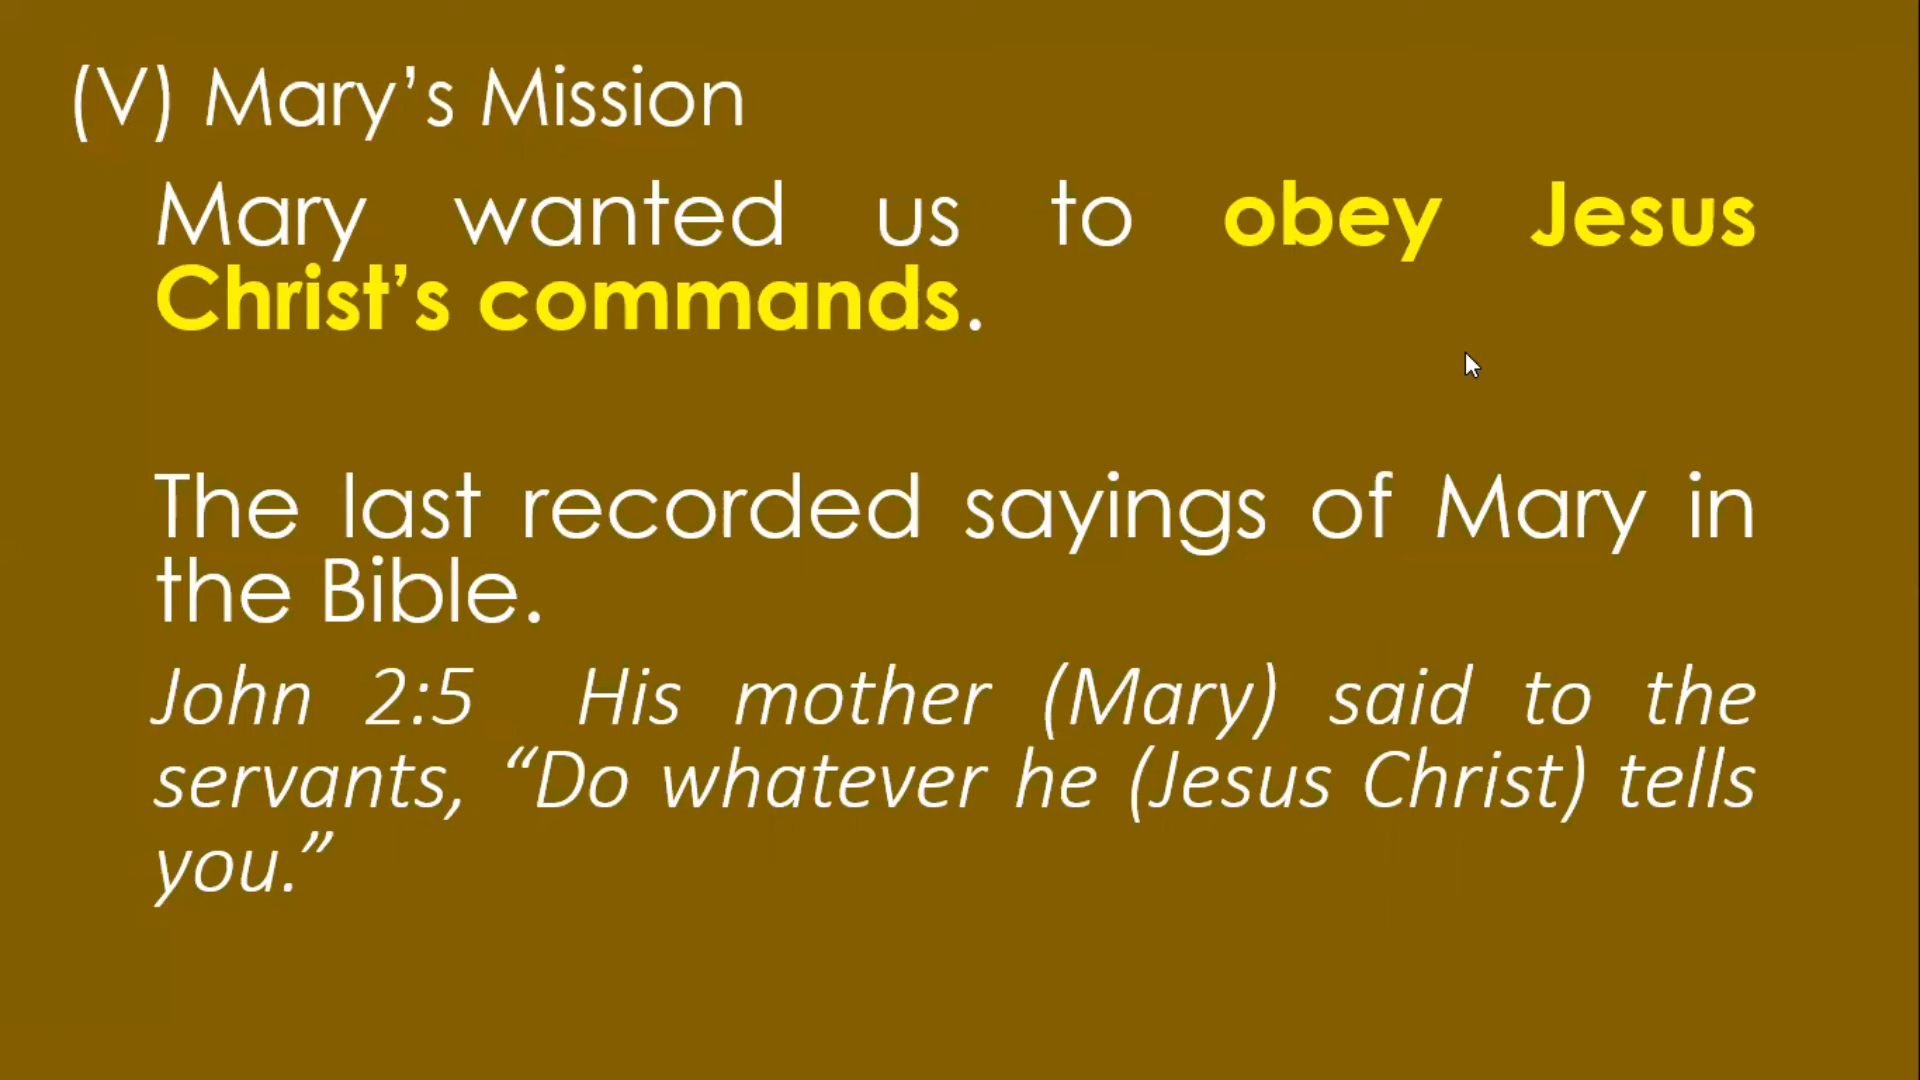 (V) Mary’s Mission
Mary wanted us to obey Jesus
Christ’s commands.
The last recorded sayings of Mary in
the Bible.
John 2:5 His mother (Mary) said to the
servants, “Do whatever he (Jesus Christ) tells
you.”